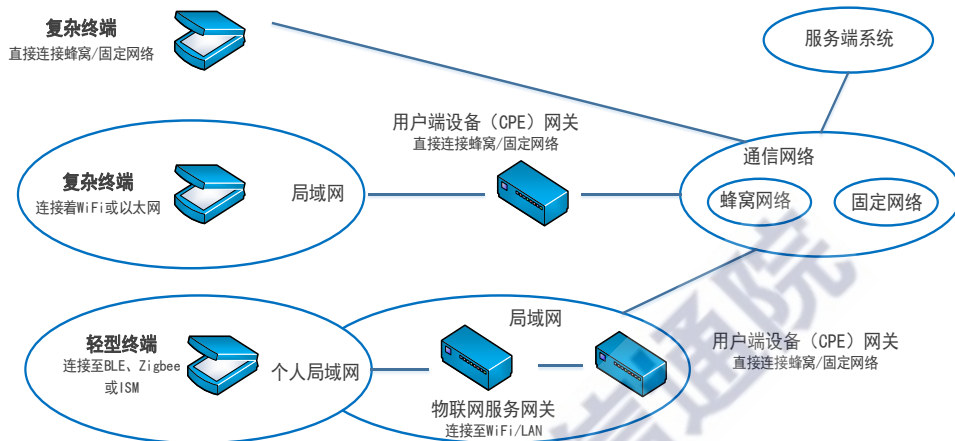 复杂终端
直接连接蜂窝/固定网络
服务端系统
用户端设备（CPE）网关
直接连接蜂窝/固定网络
通信网络
蜂窝网络
固定网络
复杂终端
连接着WiFi或以太网
局域网
轻型终端
连接至BLE、Zigbee
或ISM
个人局域网
局域网
物联网服务网关
连接至WiFi/LAN
用户端设备（CPE）网关
直接连接蜂窝/固定网络
信通院